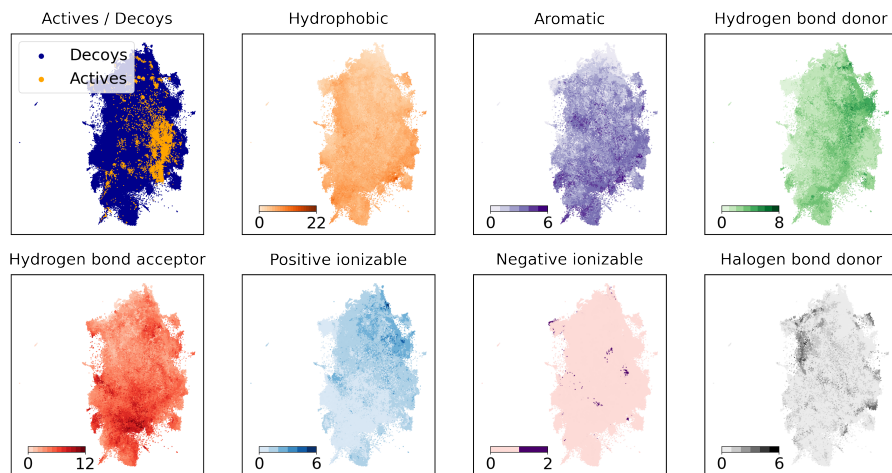 Actives / Decoys
Hydrophobic
Aromatic
Hydrogen bond donor
Decoys
Actives
0 22
0 6
0 8
Hydrogen bond acceptor
Positive ionizable
Negative ionizable
Halogen bond donor
0 12
0 6
0 2
0 6